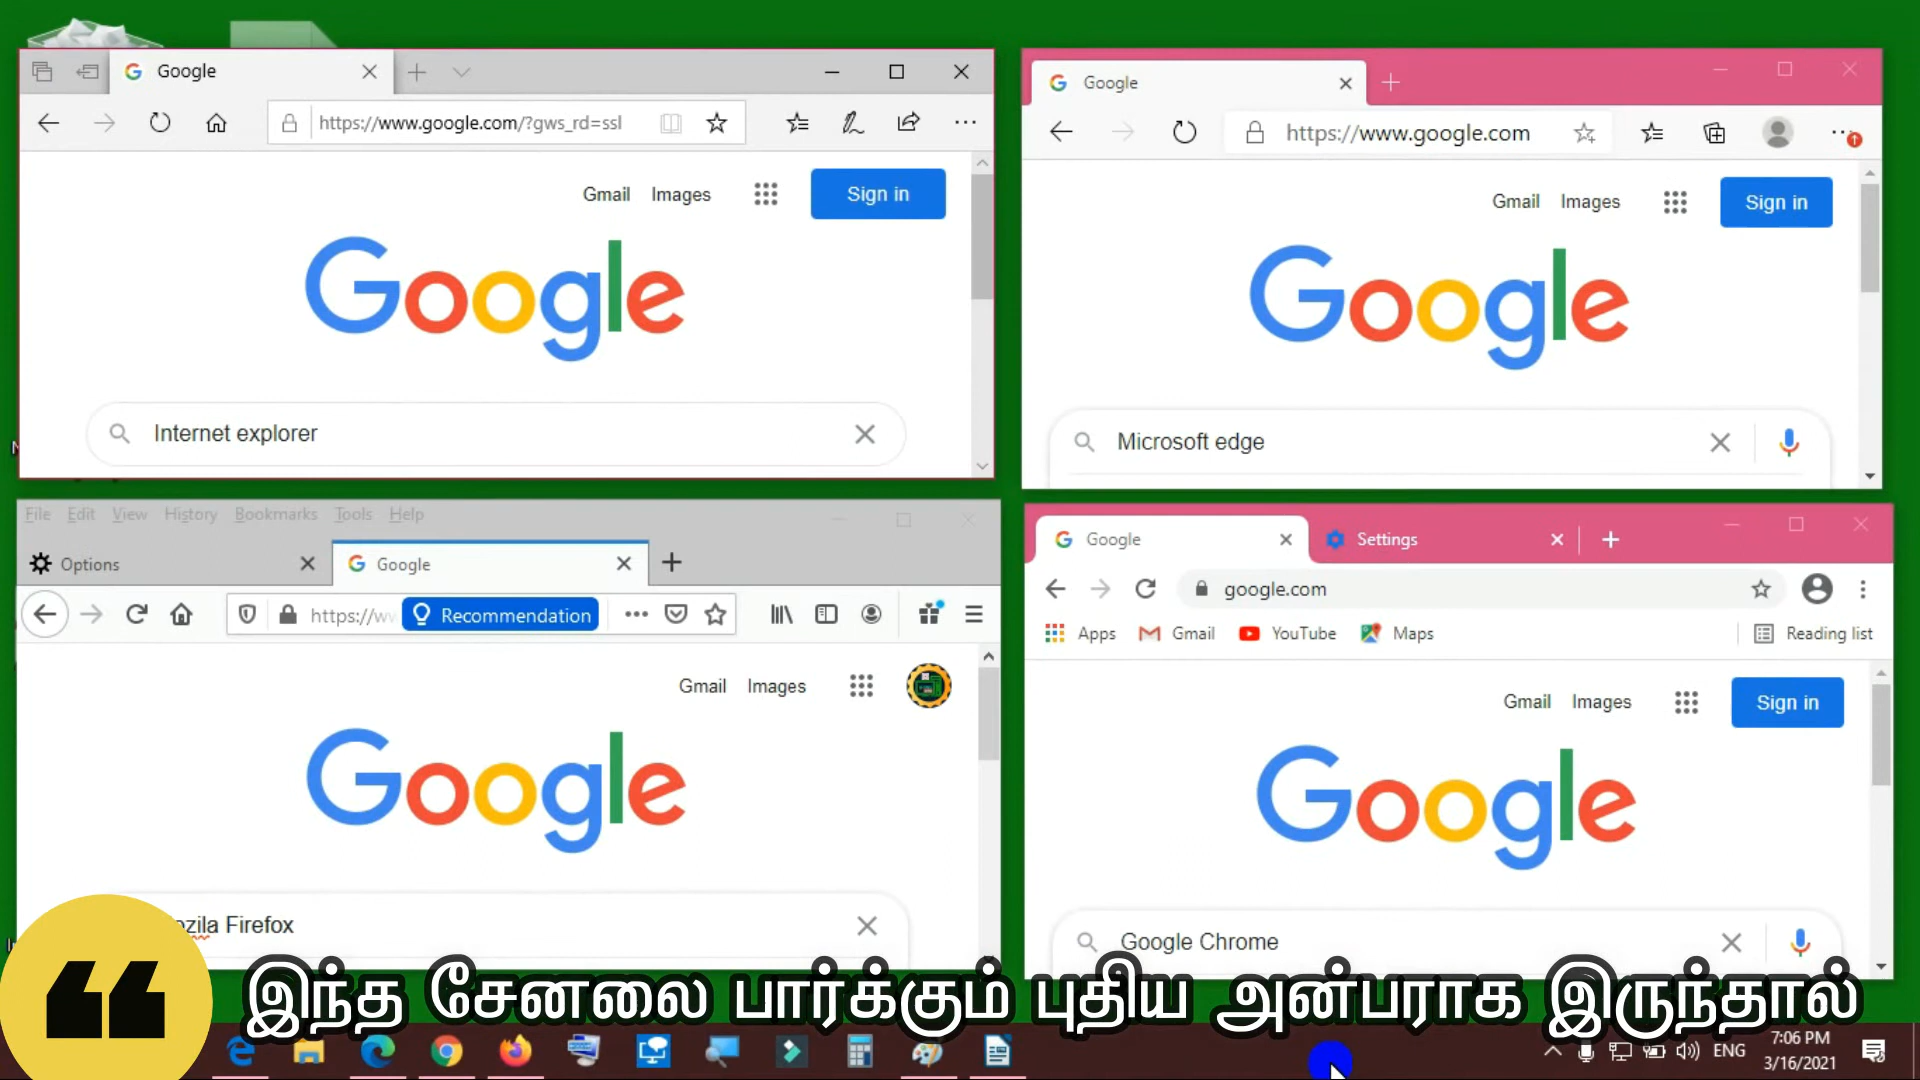 Google
https://www.google.com/?gws_rd=ssl
Gmail Images Sign in
Google
Internet explorer
Google
https://www.google.com
Gmail Images Sign in
Google
Microsoft edge
File Edit View History Bookmarks Tools Help
Options Google
https://w Recommendation
Gmail Images
Google
ozila Firefox
Google Settings
google.com
Apps Gmail YouTube Maps Reading list
Gmail Images Sign in
Google
Google Chrome
இந்த சேனலை பார்க்கும் புதிய அன்பராக இருந்தால்
ENG
7:06 PM
3/16/2021